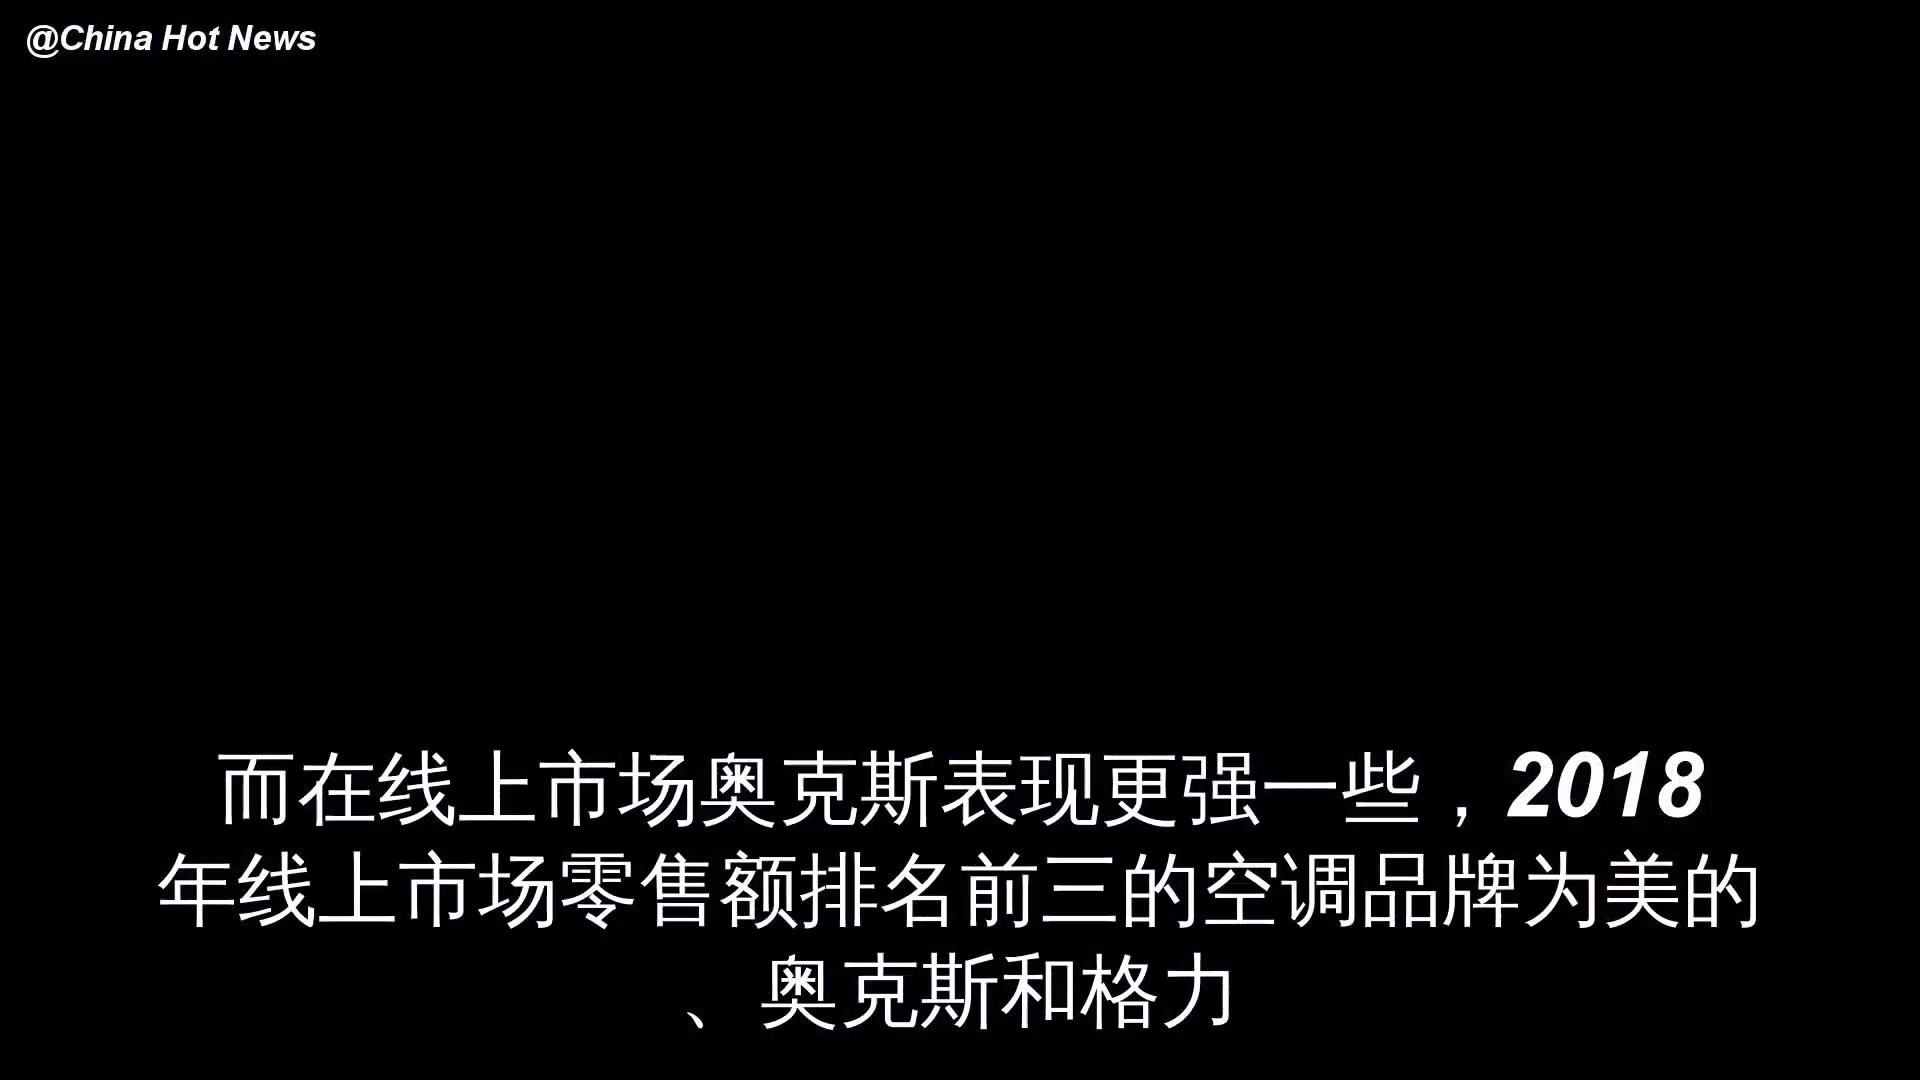 @China Hot News
而在线上市场奥克斯表现更强一些，2018
年线上市场零售额排名前三的空调品牌为美的
、奥克斯和格力